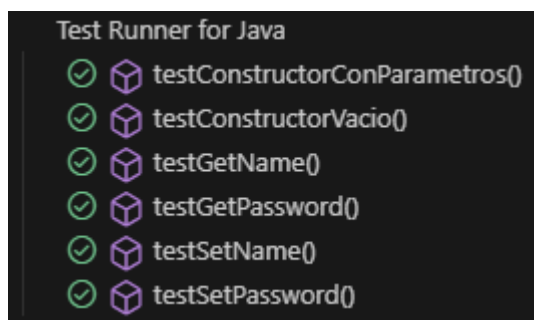 Test Runner for Java
testConstructorConParametros()
testConstructorVacio()
testGetName()
testGetPassword()
testSetName()
testSetPassword()